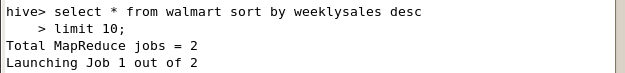 hive> select * from walmart sort by weeklysales desc
    > limit 10;
Total MapReduce jobs = 2
Launching Job 1 out of 2